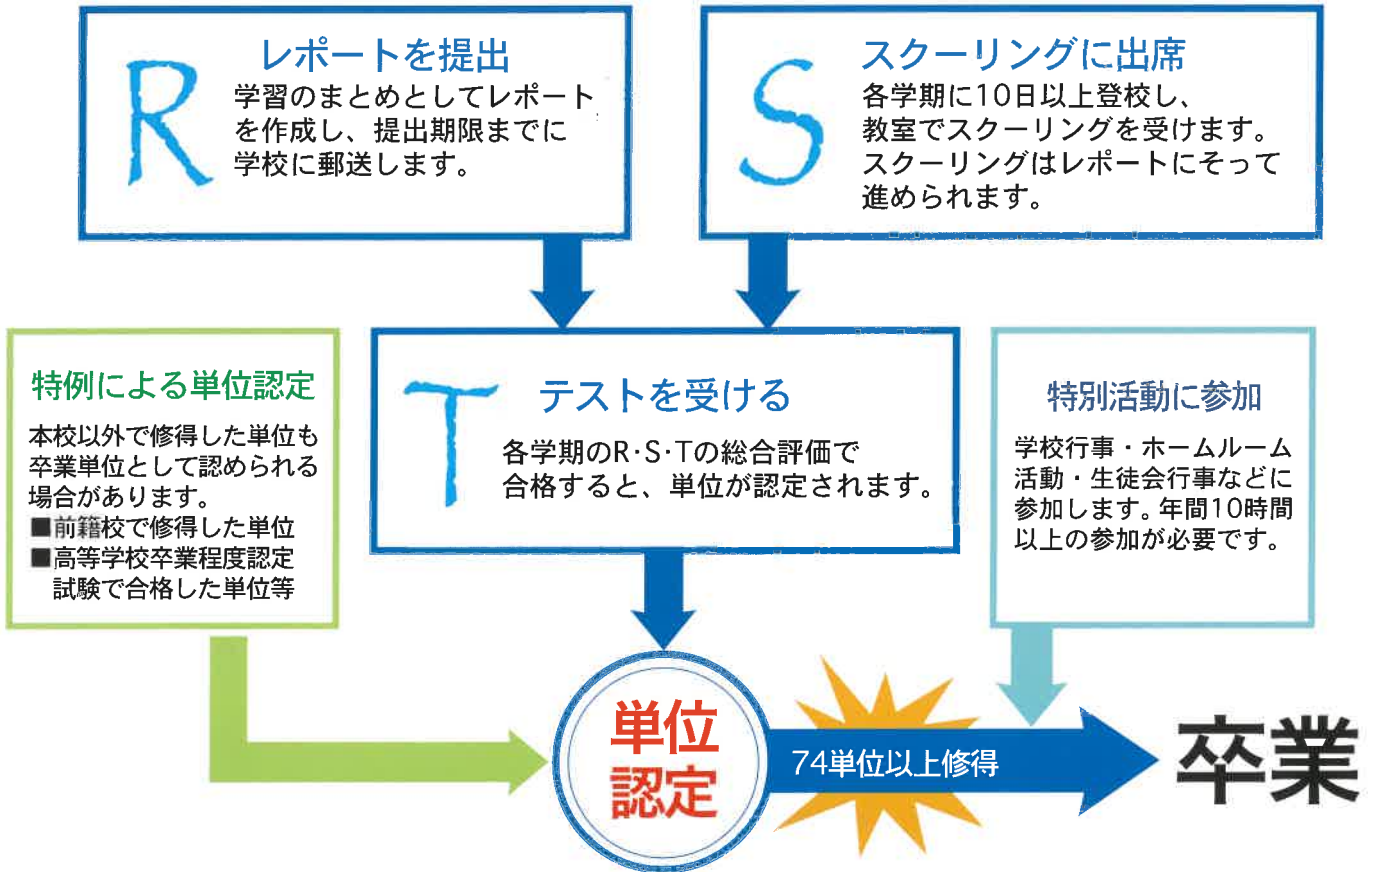 R
レポートを提出
学習のまとめとしてレポート
を作成し、提出期限までに
学校に郵送します。
S
スクーリングに出席
各学期に10日以上登校し、
教室でスクーリングを受けます。
スクーリングはレポートにそって
進められます。
特例による単位認定
本校以外で修得した単位も
卒業単位として認められる
場合があります。
■前籍校で修得した単位
■高等学校卒業程度認定
試験で合格した単位等
T
テストを受ける
各学期のR･S･Tの総合評価で
合格すると、単位が認定されます。
特別活動に参加
学校行事・ホームルーム
活動・生徒会行事などに
参加します。年間10時間
以上の参加が必要です。
単位
認定
74単位以上修得
卒業